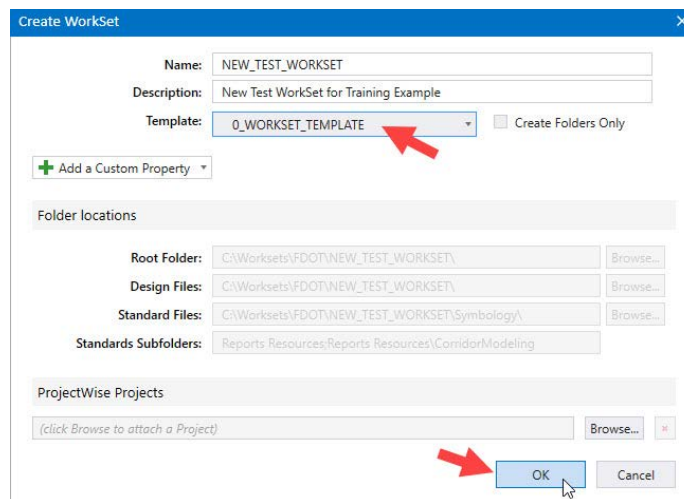 Create WorkSet
Name: NEW_TEST_WORKSET
Description: New Test WorkSet for Training Example
Template: 0_WORKSET_TEMPLATE Create Folders Only
Add a Custom Property
Folder locations
Root Folder: C:\Worksets\FDOT\NEW_TEST_WORKSET\ Browse...
Design Files: C:\Worksets\FDOT\NEW_TEST_WORKSET\ Browse...
Standard Files: C:\Worksets\FDOT\NEW_TEST_WORKSET\Symbology\ Browse...
Standards Subfolders: Reports Resources;Reports Resources\CorridorModeling
ProjectWise Projects
(click Browse to attach a Project) Browse...
OK Cancel